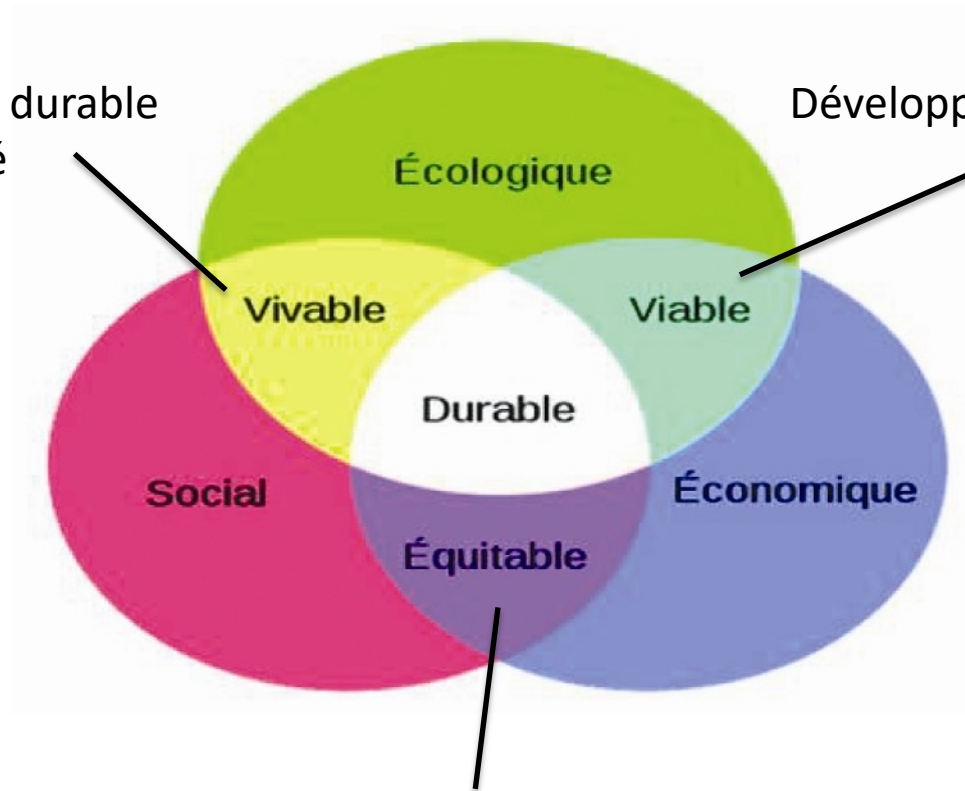 durable
é
Développ
Écologique
Vivable
Viable
Durable
Social
Économique
Équitable